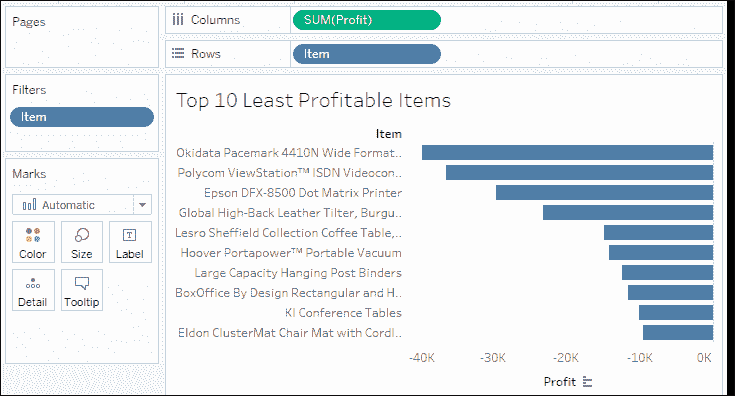 Pages
Columns
SUM(Profit)
Rows
Item
Filters
Item
Marks
Automatic
Color
Size
Label
Detail
Tooltip
Top 10 Least Profitable Items
Item
Okidata Pacemark 4410N Wide Format..
Polycom ViewStation™ ISDN Videocon..
Epson DFX-8500 Dot Matrix Printer
Global High-Back Leather Tilter, Burgu..
Lesro Sheffield Collection Coffee Table,..
Hoover Portapower™ Portable Vacuum
Large Capacity Hanging Post Binders
BoxOffice By Design Rectangular and H..
KI Conference Tables
Eldon ClusterMat Chair Mat with Cordl..
-40K -30K -20K -10K 0K
Profit